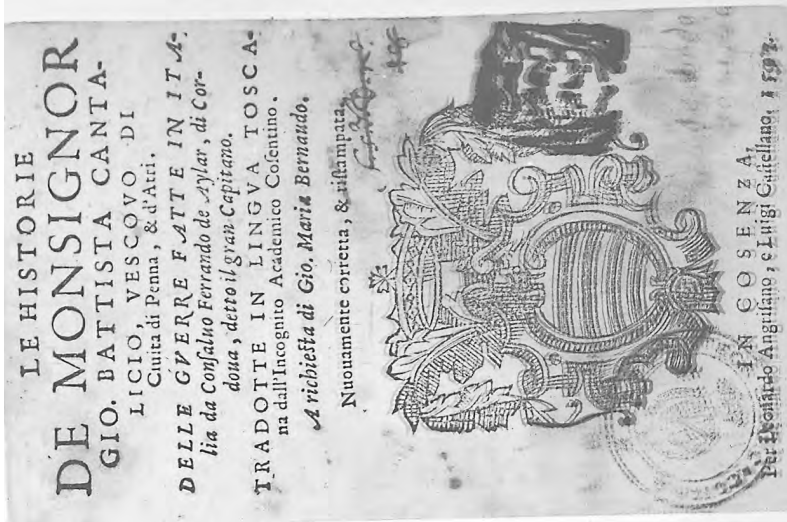 LE HISTORIE
DE MONSIGNOR
GIO. BATTISTA CANTA-
LICIO, VESCOVO DI
Ciuita di Penna, & d'Atri.
DELLE GVERRE FATTE IN ITA-
lia da Conſaluo Ferrando de Aylar, di Cor-
doua, detto il gran Capitano.
TRADOTTE IN LINGVA TOSCA-
na dall'Incognito Academico Coſentino.
A richieſta di Gio. Maria Bernaudo.
Nuouamente corretta, & riſtampata.
IN COSENZA,
Per Leonardo Angriſano, e Luigi Caſtellano,